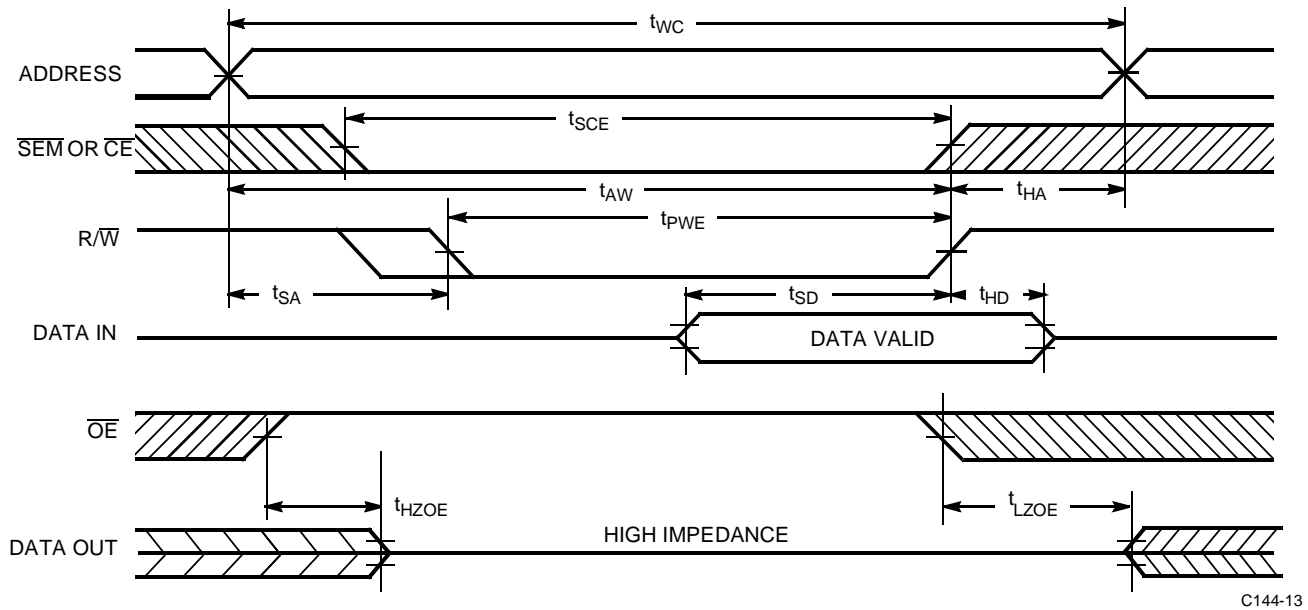 tWC
ADDRESS
tSCE
SEM OR CE
tAW
tHA
tPWE
R/W
tSA
tSD
tHD
DATA IN
DATA VALID
OE
tHZOE
tLZOE
DATA OUT
HIGH IMPEDANCE
C144-13